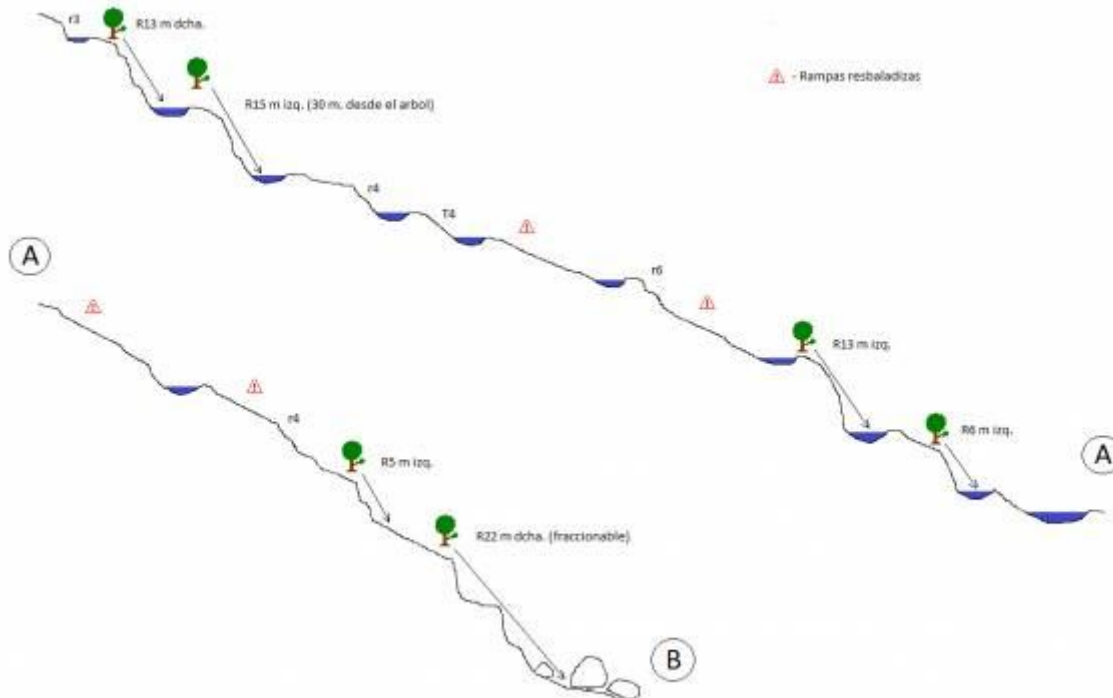 r3
R13 m dcha.
R15 m izq. (30 m. desde el arbol)
- Rampas resbaladizas
r4
T4
A
r6
R13 m izq.
R6 m izq.
A
r4
R5 m izq.
R22 m dcha. (fraccionable)
B